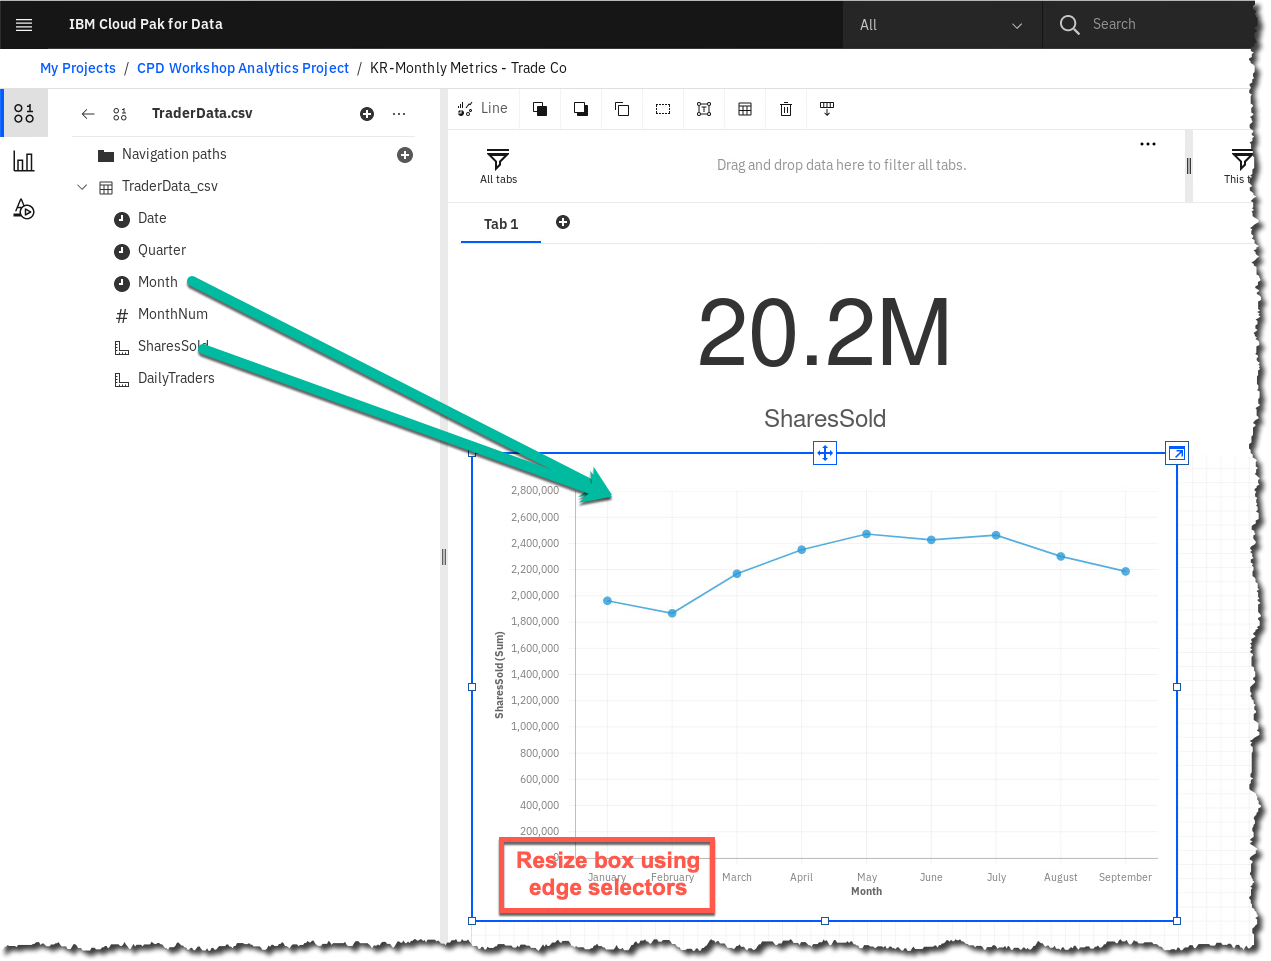 IBM Cloud Pak for Data
All
Search
My Projects / CPD Workshop Analytics Project / KR-Monthly Metrics - Trade Co
TraderData.csv
Line
Navigation paths
TraderData_csv
Date
Quarter
Month
MonthNum
SharesSold
DailyTraders
All tabs
Drag and drop data here to filter all tabs.
This t
Tab 1
20.2M
SharesSold
2,800,000
2,600,000
2,400,000
2,200,000
2,000,000
1,800,000
1,600,000
1,400,000
1,200,000
1,000,000
800,000
600,000
400,000
200,000
0
SharesSold (Sum)
Resize box using
edge selectors
January February March April May June July August September
Month